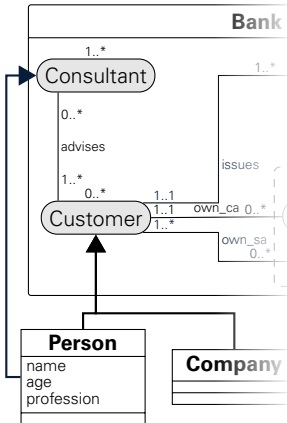 Bank
1..*
1..*
Consultant
0..*
advises
issues
1..*
0..*
1..1
1..1
own_ca 0..*
Customer
1..*
own_sa
0..*
Person
name
age
profession
Company